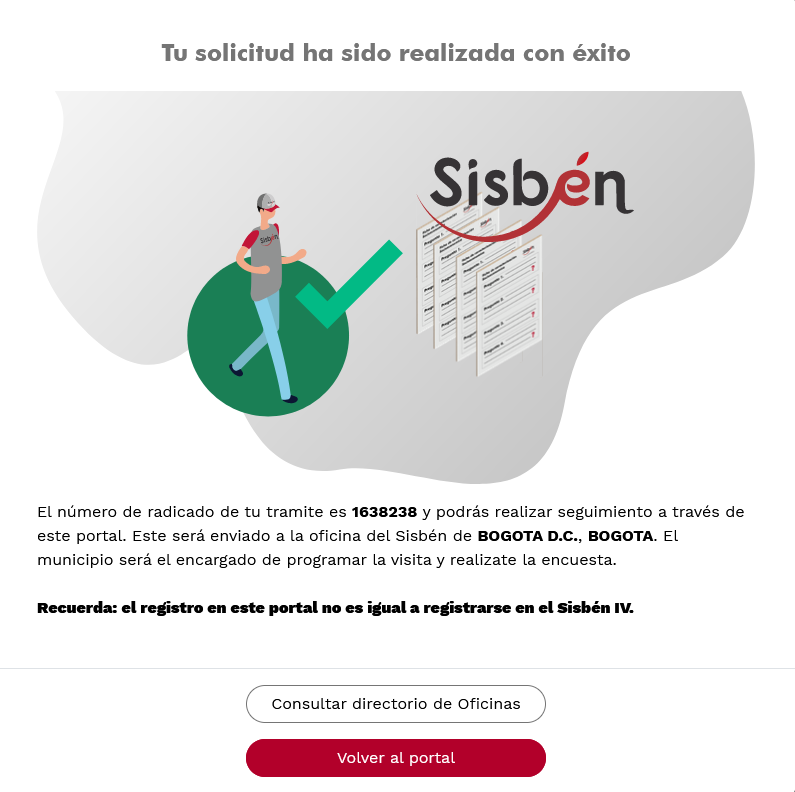 Tu solicitud ha sido realizada con éxito
Sisbén
Sisbén
El número de radicado de tu tramite es 1638238 y podrás realizar seguimiento a través de
este portal. Este será enviado a la oficina del Sisbén de BOGOTA D.C., BOGOTA. El
municipio será el encargado de programar la visita y realizate la encuesta.
Recuerda: el registro en este portal no es igual a registrarse en el Sisbén IV.
Consultar directorio de Oficinas
Volver al portal